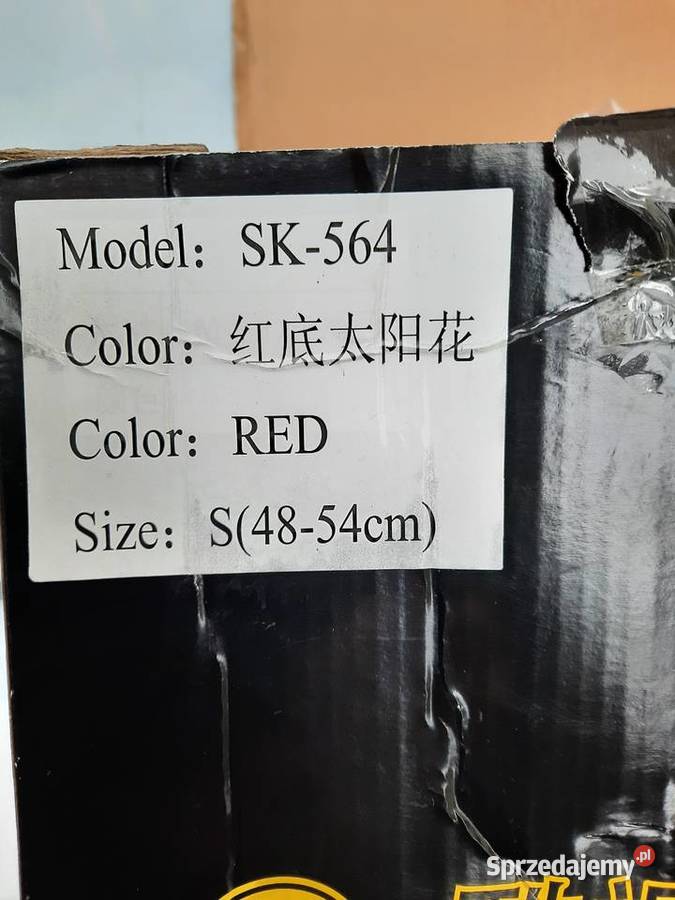 Model： SK-564
Color： 红底太阳花
Color： RED
Size： S(48-54cm)
Sprzedajemy.pl